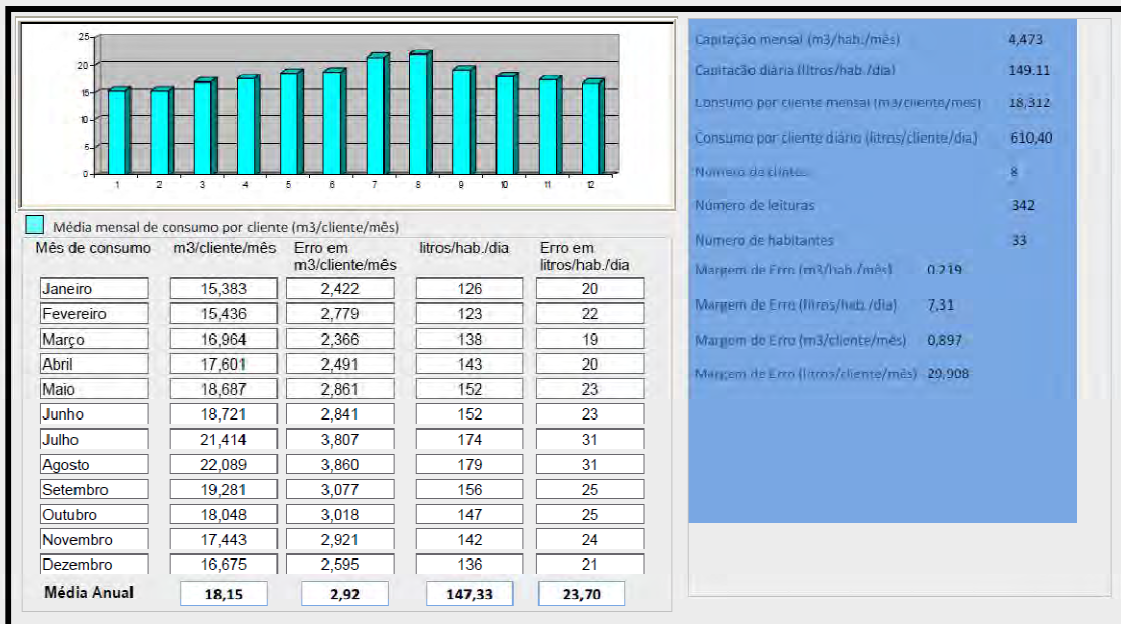 25
20
15
10
5
0
1 2 3 4 5 6 7 8 9 10 11 12
Média mensal de consumo por cliente (m3/cliente/mês)
Mês de consumo m3/cliente/mês Erro em m3/cliente/mês litros/hab./dia Erro em litros/hab./dia
Janeiro 15,383 2,422 126 20
Fevereiro 15,436 2,779 123 22
Março 16,964 2,366 138 19
Abril 17,601 2,491 143 20
Maio 18,687 2,861 152 23
Junho 18,721 2,841 152 23
Julho 21,414 3,807 174 31
Agosto 22,089 3,860 179 31
Setembro 19,281 3,077 156 25
Outubro 18,048 3,018 147 25
Novembro 17,443 2,921 142 24
Dezembro 16,675 2,595 136 21
Média Anual 18,15 2,92 147,33 23,70
Capitação mensal (m3/hab./mês) 4,473
Capitação diária (litros/hab./dia) 149.11
Consumo por cliente mensal (m3/cliente/mês) 18,312
Consumo por cliente diário (litros/cliente/dia) 610,40
Número de clintes 8
Número de leituras 342
Número de habitantes 33
Margem de Erro (m3/hab./mês) 0.219
Margem de Erro (litros/hab./dia) 7,31
Margem de Erro (m3/cliente/mês) 0,897
Margem de Erro (litros/cliente/mês) 29,908